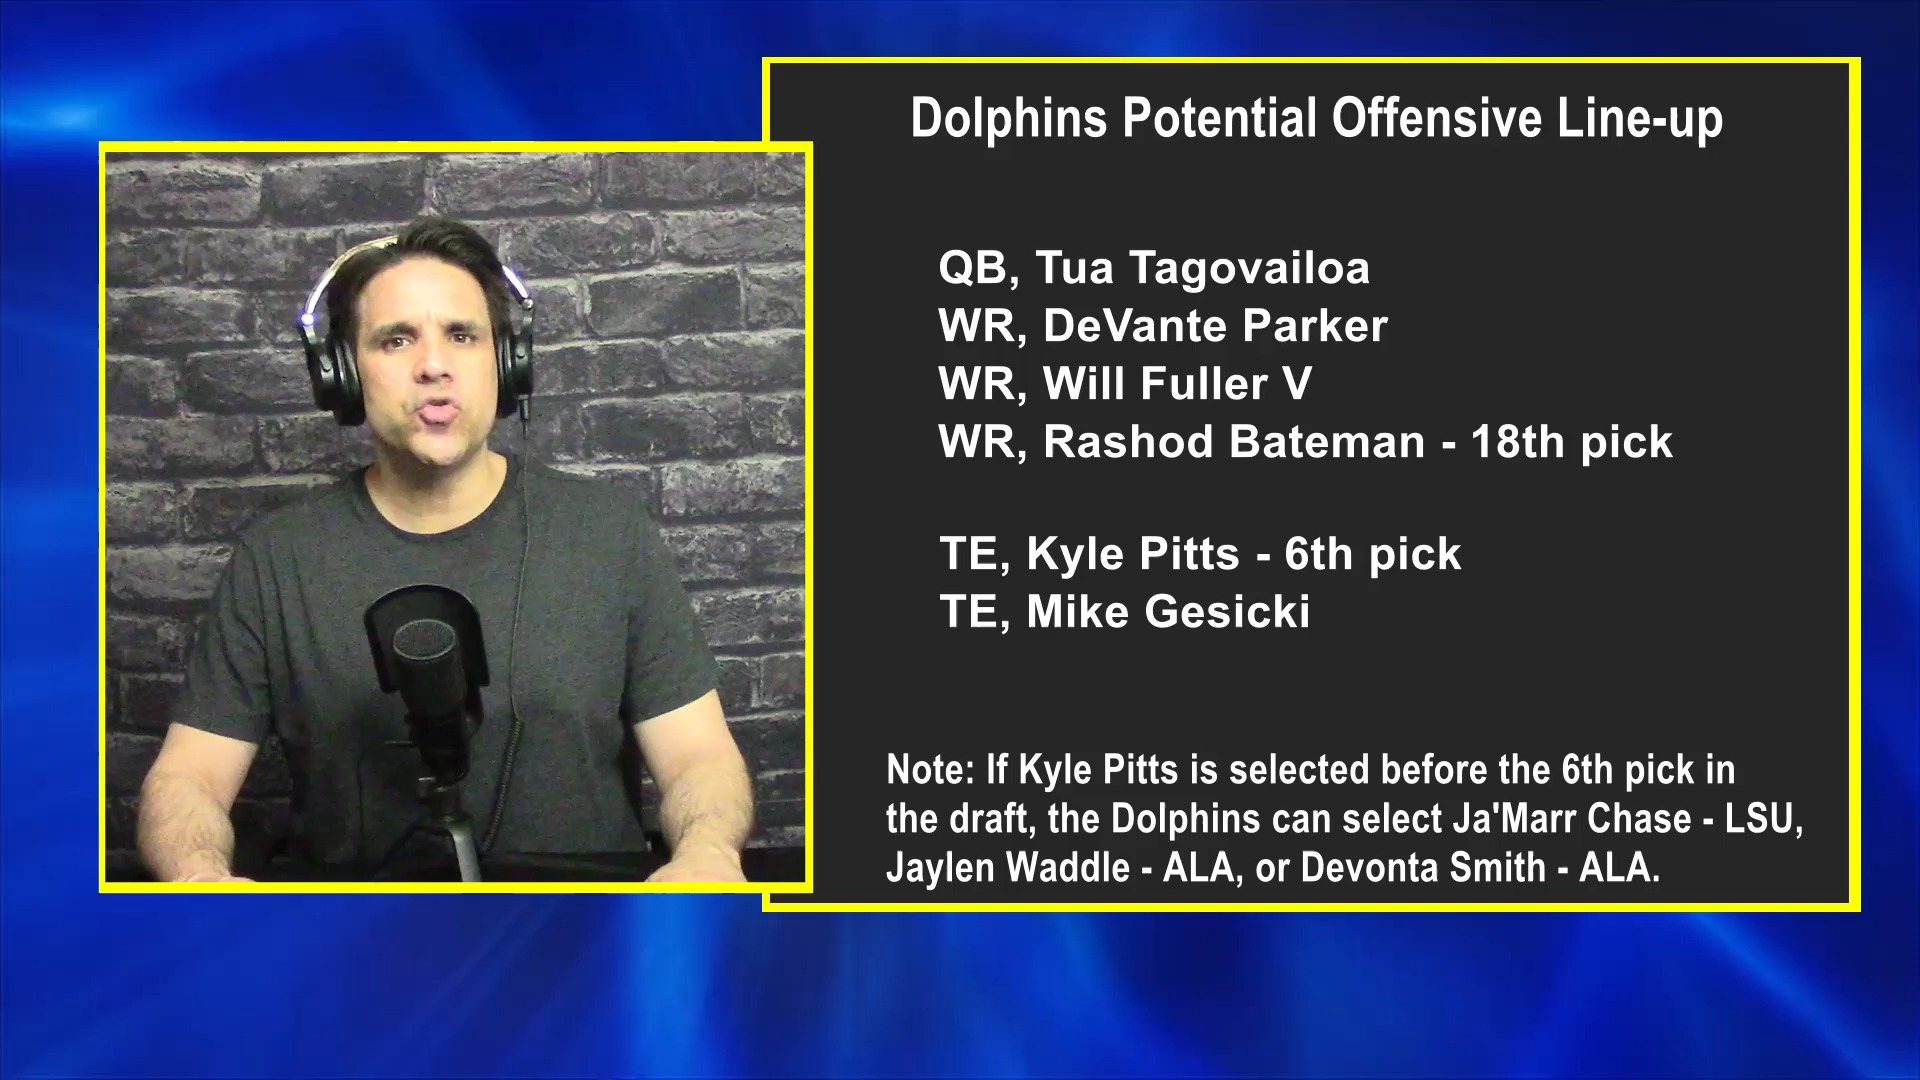 Dolphins Potential Offensive Line-up
QB, Tua Tagovailoa
WR, DeVante Parker
WR, Will Fuller V
WR, Rashod Bateman - 18th pick
TE, Kyle Pitts - 6th pick
TE, Mike Gesicki
Note: If Kyle Pitts is selected before the 6th pick in
the draft, the Dolphins can select Ja'Marr Chase - LSU,
Jaylen Waddle - ALA, or Devonta Smith - ALA.